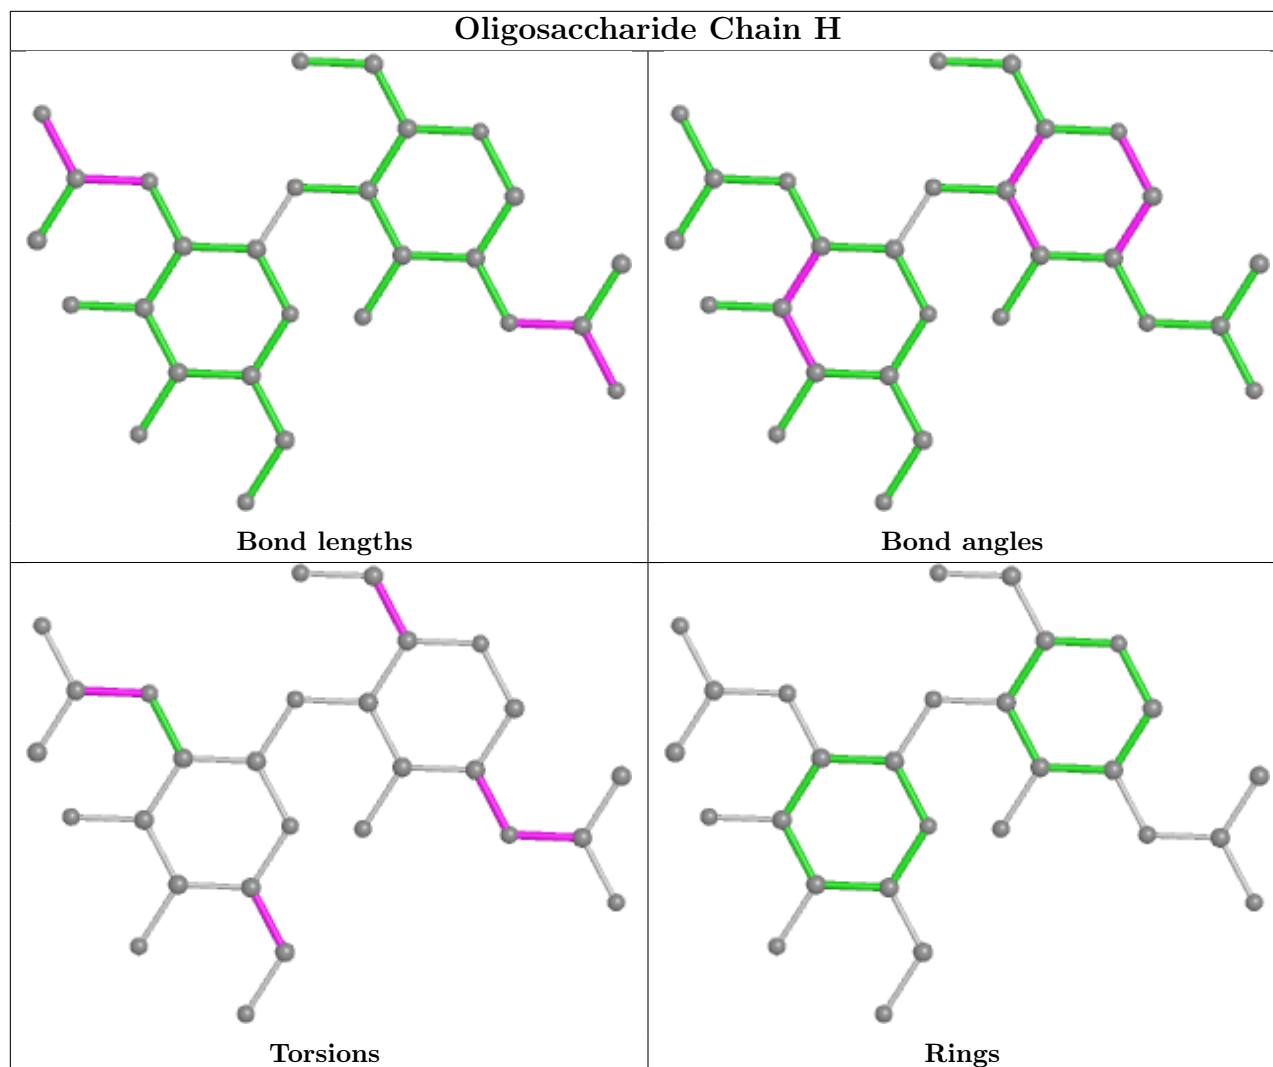 Oligosaccharide Chain H
Bond lengths
Bond angles
Torsions
Rings